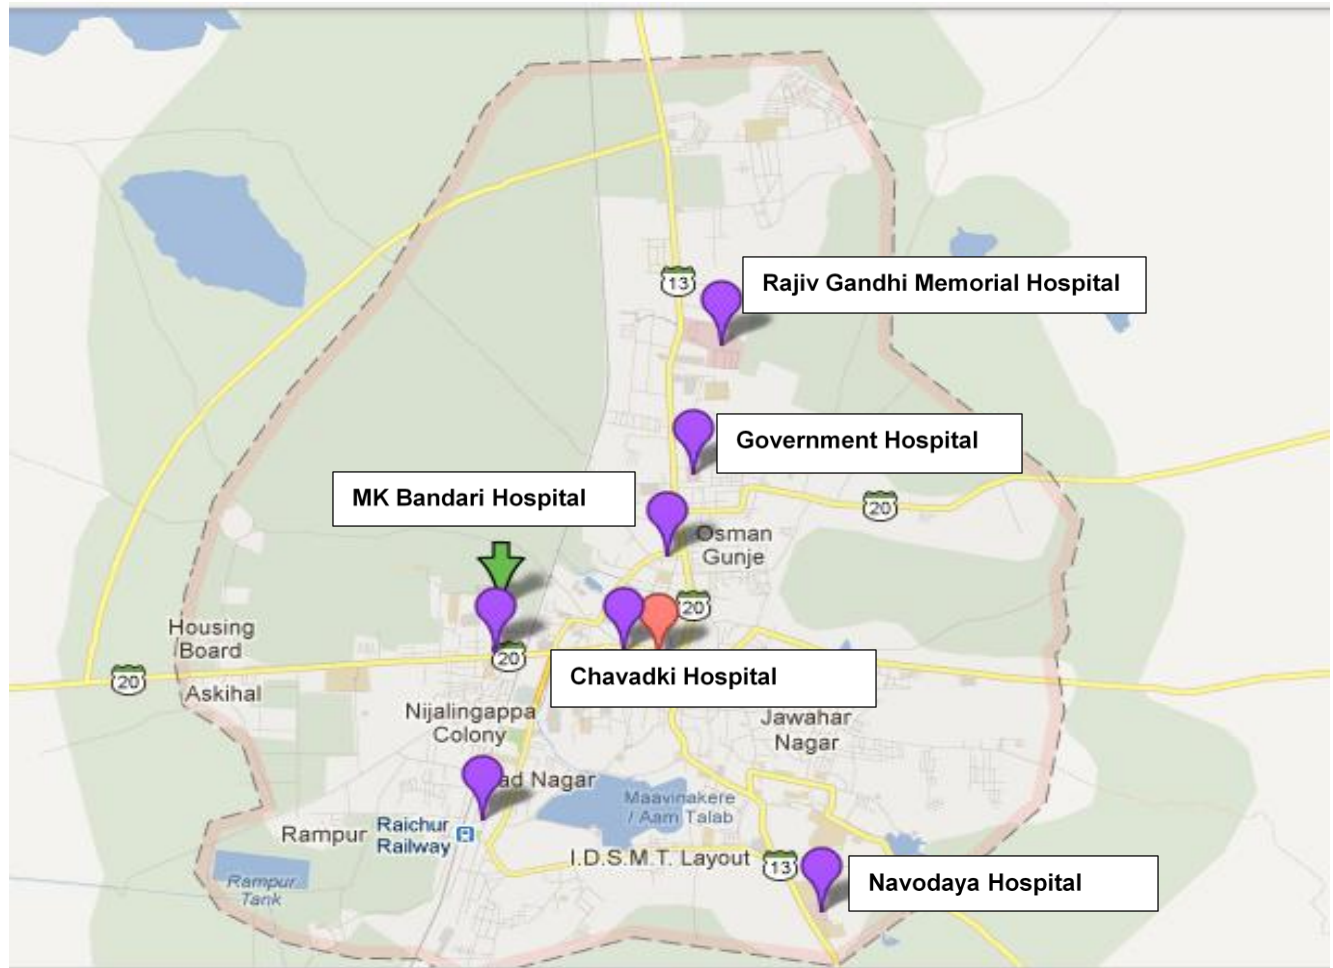 13
Rajiv Gandhi Memorial Hospital
Government Hospital
MK Bandari Hospital
20
Osman
Gunje
20
Housing
Board
20
20
Askihal
Chavadki Hospital
Nijalingappa
Colony
Jawahar
Nagar
ad Nagar
Maavinakere
/ Aam Talab
Rampur
Raichur
Railway
I.D.S.M.T. Layout
13
Navodaya Hospital
Rampur
Tank